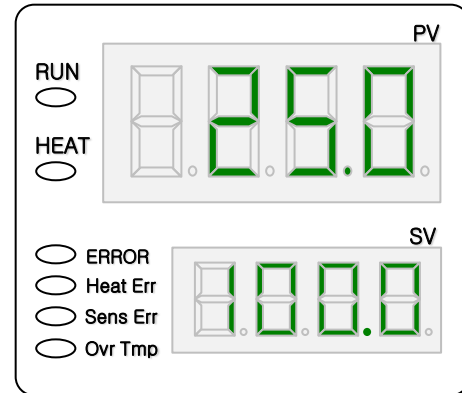 PV
RUN
25.0
HEAT
SV
ERROR
Heat Err
100.0
Sens Err
Ovr Tmp